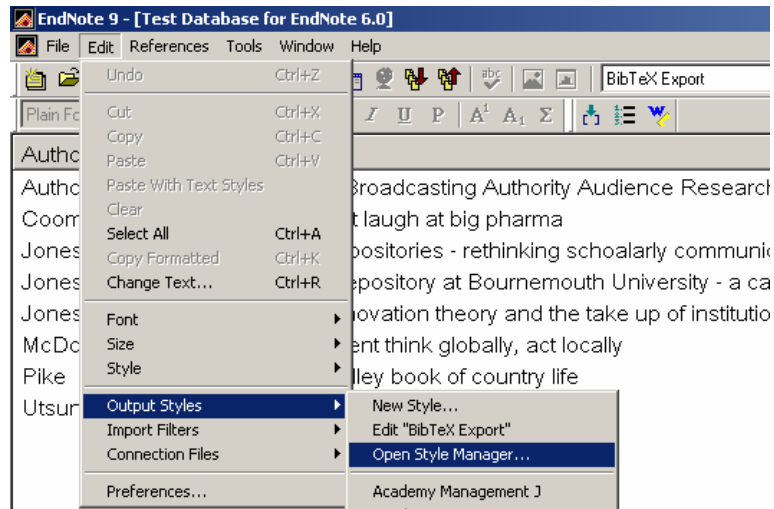 EndNote 9 - [Test Database for EndNote 6.0]
File Edit References Tools Window Help
BibTeX Export
Plain Fo I U P A1 A1 Σ
Undo Ctrl+Z
Cut Ctrl+X
Copy Ctrl+C
Paste Ctrl+V
Paste With Text Styles
Clear
Select All Ctrl+A
Copy Formatted Ctrl+K
Change Text... Ctrl+R
Font
Size
Style
Output Styles
Import Filters
Connection Files
Preferences...
New Style...
Edit "BibTeX Export"
Open Style Manager...
Academy Management J
Autho
Autho Broadcasting Authority Audience Research
Coom t laugh at big pharma
Jones positories - rethinking schoalarly communic
Jones epository at Bournemouth University - a ca
Jones ovation theory and the take up of institutio
McDo ent think globally, act locally
Pike lley book of country life
Utsur